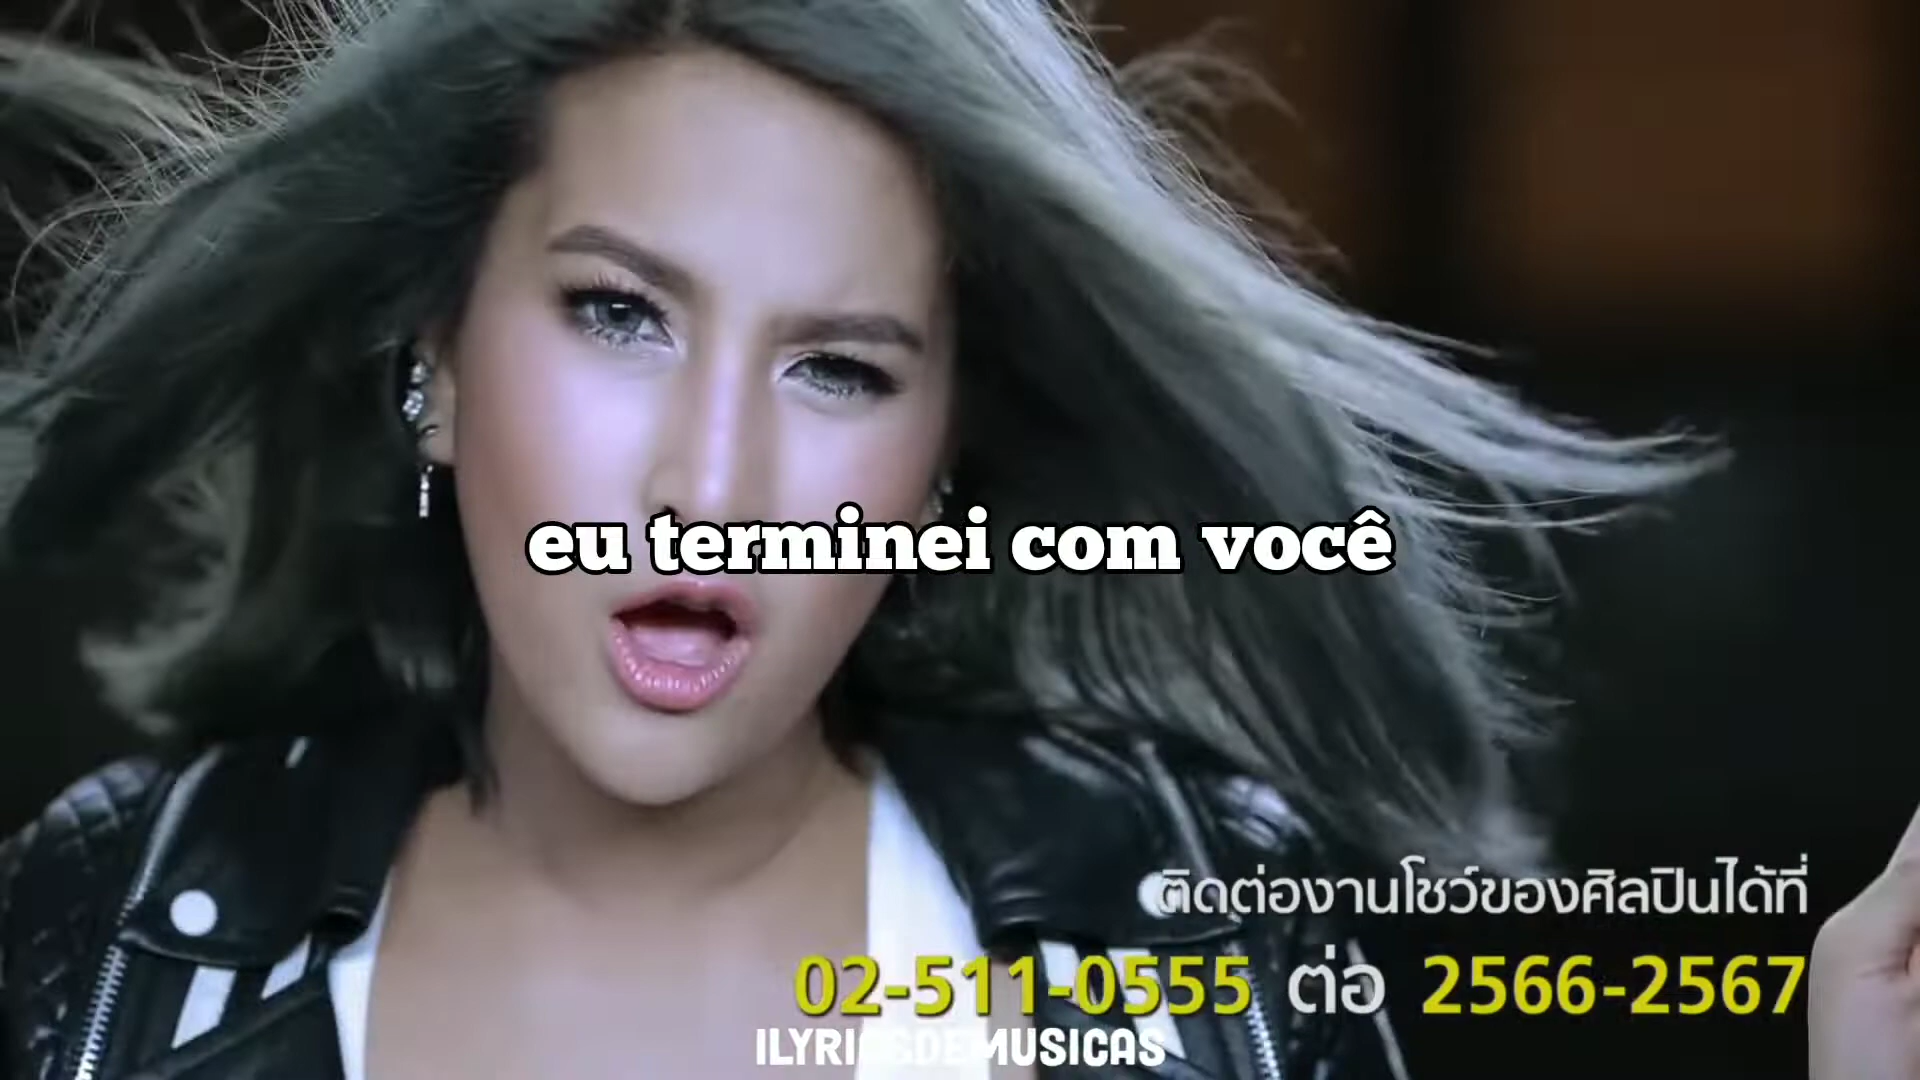 eu terminei com você
ติดต่องานโชว์ของศิลปินได้ที่
02-511-0555 ต่อ 2566-2567
ILYRICSDEMUSICAS